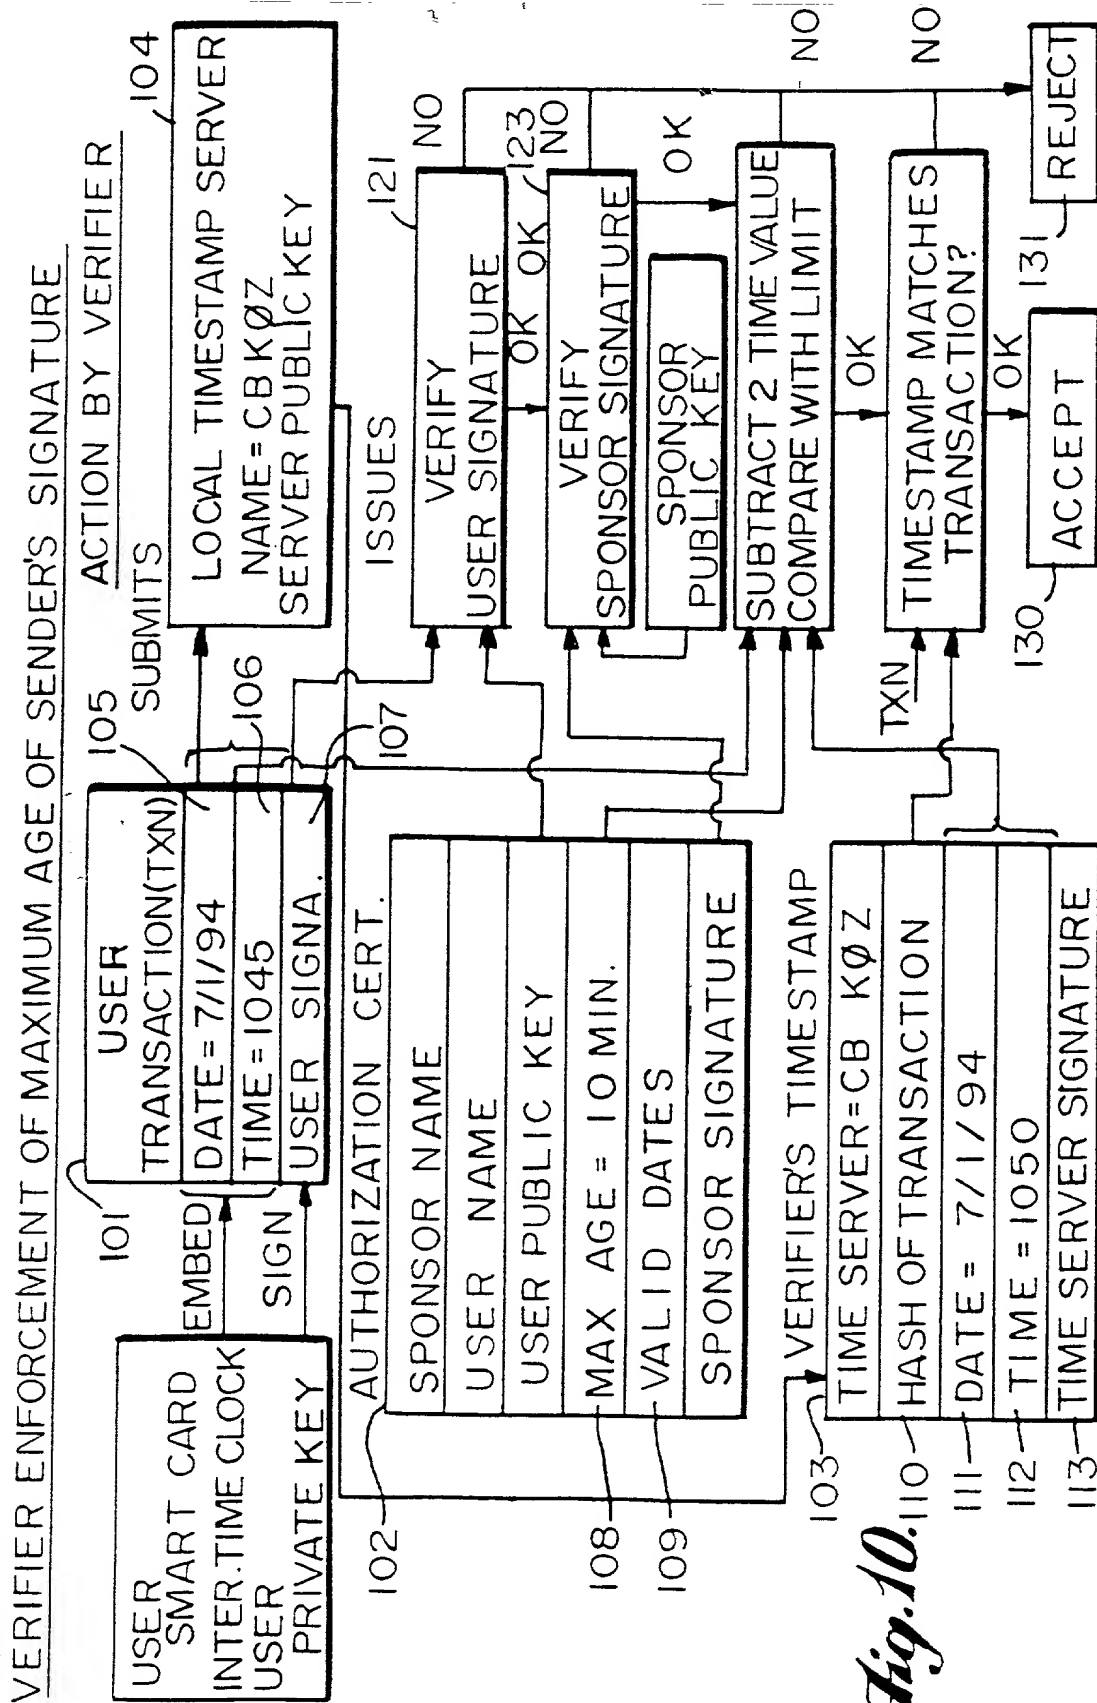 VERIFIER ENFORCEMENT OF MAXIMUM AGE OF SENDER'S SIGNATURE
ACTION BY VERIFIER
USER
SMART CARD
INTER. TIME CLOCK
USER
PRIVATE KEY
EMBED
SIGN
101
USER
TRANSACTION(TXN)
DATE = 7/1/94
TIME = 1045
USER SIGNA.
105
106
107
SUBMITS
104
LOCAL TIMESTAMP SERVER
NAME = CB KØZ
SERVER PUBLIC KEY
ISSUES
102
AUTHORIZATION CERT.
SPONSOR NAME
USER NAME
USER PUBLIC KEY
MAX AGE = 10 MIN.
VALID DATES
SPONSOR SIGNATURE
108
109
121
VERIFY
USER SIGNATURE
NO
OK
OK
123
NO
VERIFY
SPONSOR SIGNATURE
OK
SPONSOR
PUBLIC KEY
SUBTRACT 2 TIME VALUE
COMPARE WITH LIMIT
NO
OK
103
VERIFIER'S TIMESTAMP
TIME SERVER=CB KØZ
HASH OF TRANSACTION
DATE = 7/1/94
TIME = 1050
TIME SERVER SIGNATURE
110
111
112
113
TXN
TIMESTAMP MATCHES
TRANSACTION?
NO
OK
130
ACCEPT
131
REJECT
Fig. 10.